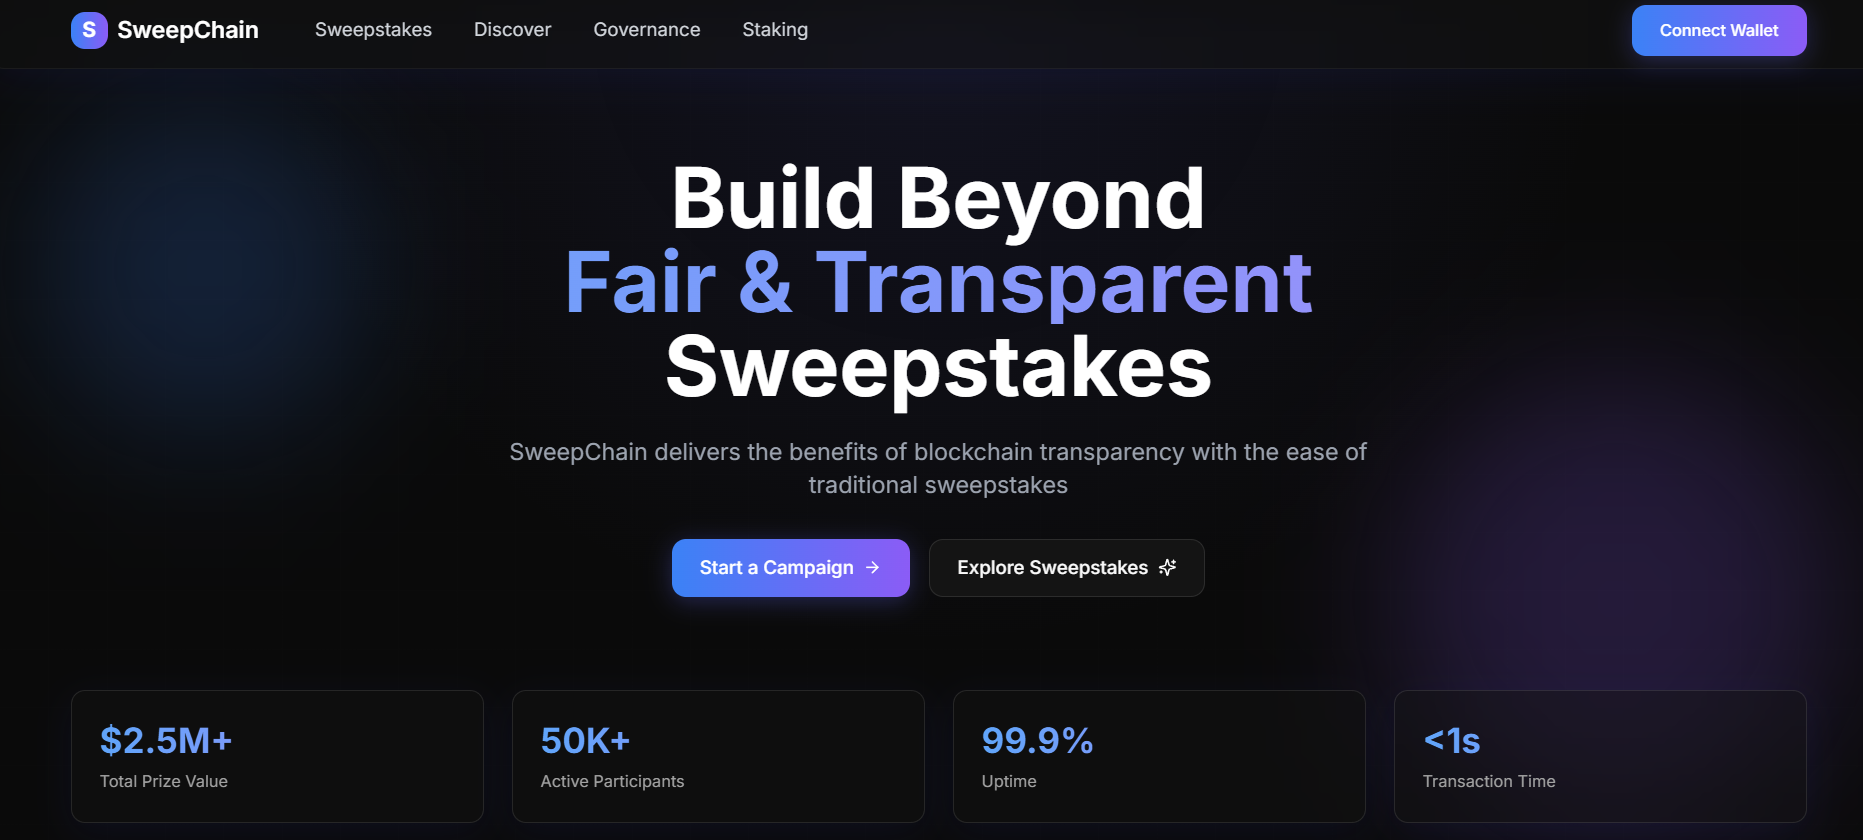 S SweepChain Sweepstakes Discover Governance Staking Connect Wallet
Build Beyond
Fair & Transparent
Sweepstakes
SweepChain delivers the benefits of blockchain transparency with the ease of
traditional sweepstakes
Start a Campaign → Explore Sweepstakes
$2.5M+
Total Prize Value
50K+
Active Participants
99.9%
Uptime
<1s
Transaction Time